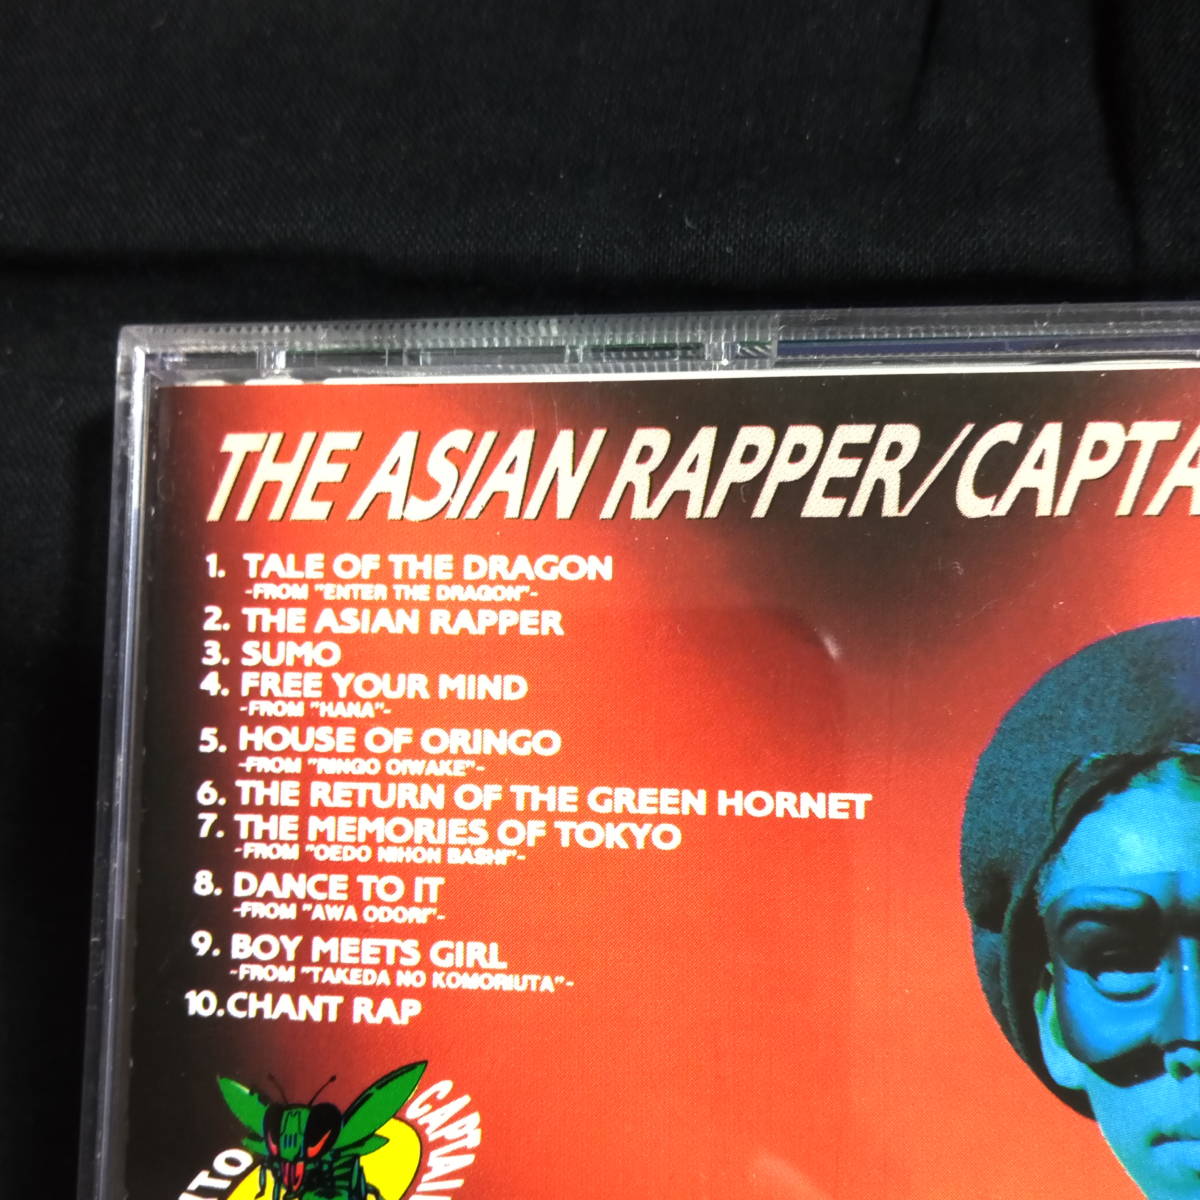 THE ASIAN RAPPER/CAPTA
1. TALE OF THE DRAGON
-FROM "ENTER THE DRAGON"-
2. THE ASIAN RAPPER
3. SUMO
4. FREE YOUR MIND
-FROM "HANA"-
5. HOUSE OF ORINGO
-FROM "RINGO OIWAKE"-
6. THE RETURN OF THE GREEN HORNET
7. THE MEMORIES OF TOKYO
-FROM "OEDO NIHON BASHI"-
8. DANCE TO IT
-FROM "AWA ODORI"-
9. BOY MEETS GIRL
-FROM "TAKEDA NO KOMORIUTA"-
10. CHANT RAP
CAPTAI
TO